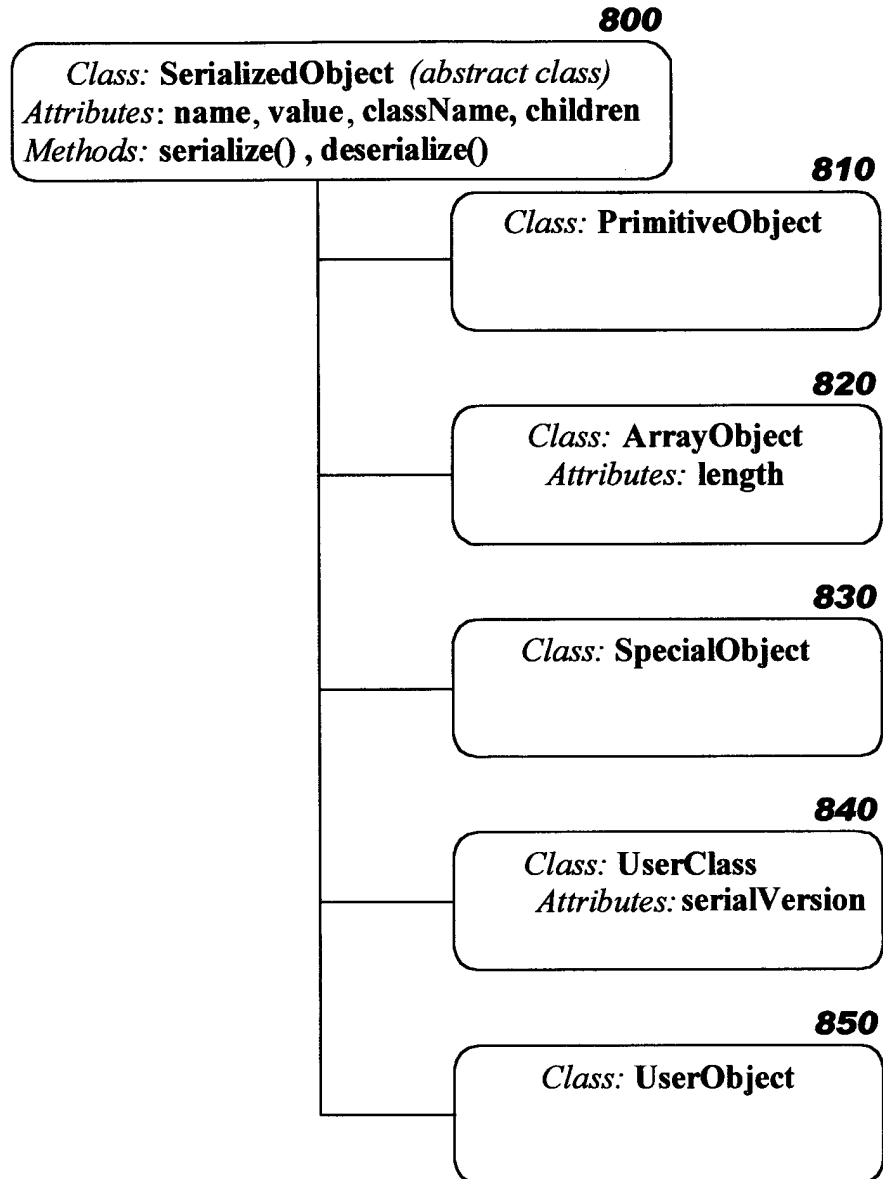 800
Class: SerializedObject (abstract class)
Attributes: name, value, className, children
Methods: serialize() , deserialize()
810
Class: PrimitiveObject
820
Class: ArrayObject
Attributes: length
830
Class: SpecialObject
840
Class: UserClass
Attributes: serialVersion
850
Class: UserObject